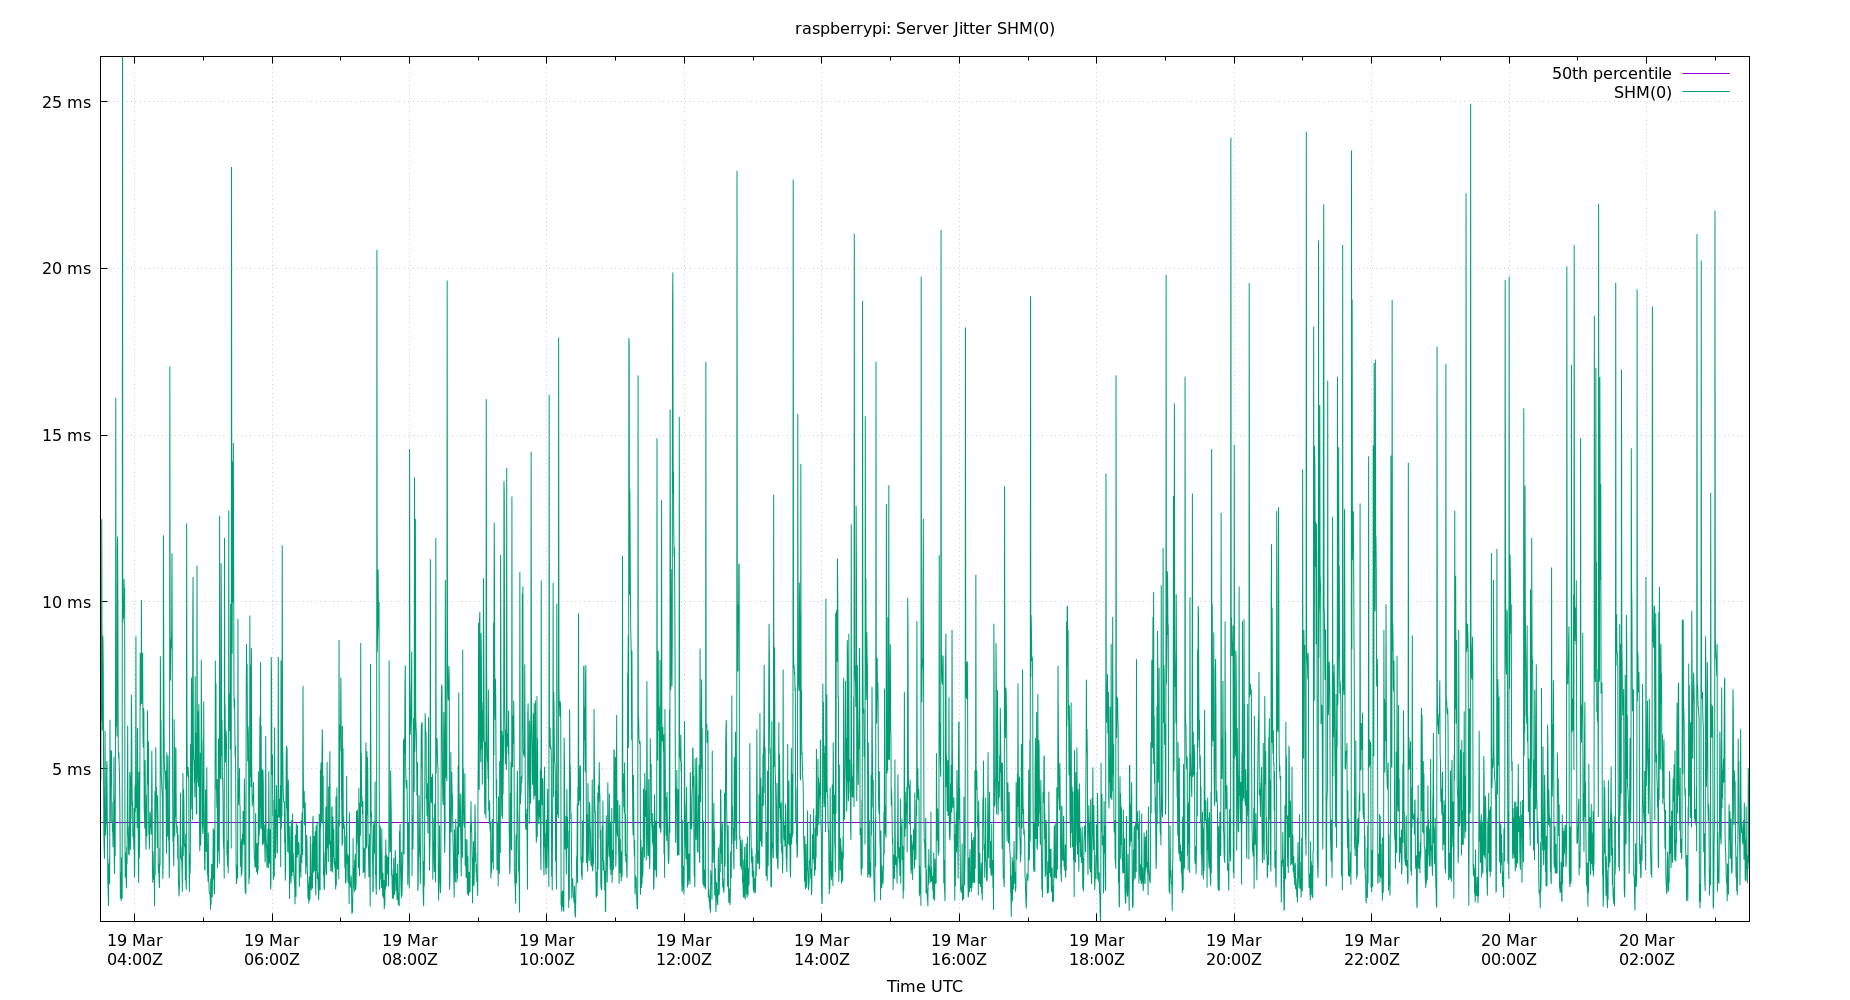 raspberrypi: Server Jitter SHM(0)
50th percentile
SHM(0)
25 ms
20 ms
15 ms
10 ms
5 ms
19 Mar 19 Mar 19 Mar 19 Mar 19 Mar 19 Mar 19 Mar 19 Mar 19 Mar 19 Mar 20 Mar 20 Mar
04:00Z 06:00Z 08:00Z 10:00Z 12:00Z 14:00Z 16:00Z 18:00Z 20:00Z 22:00Z 00:00Z 02:00Z
Time UTC